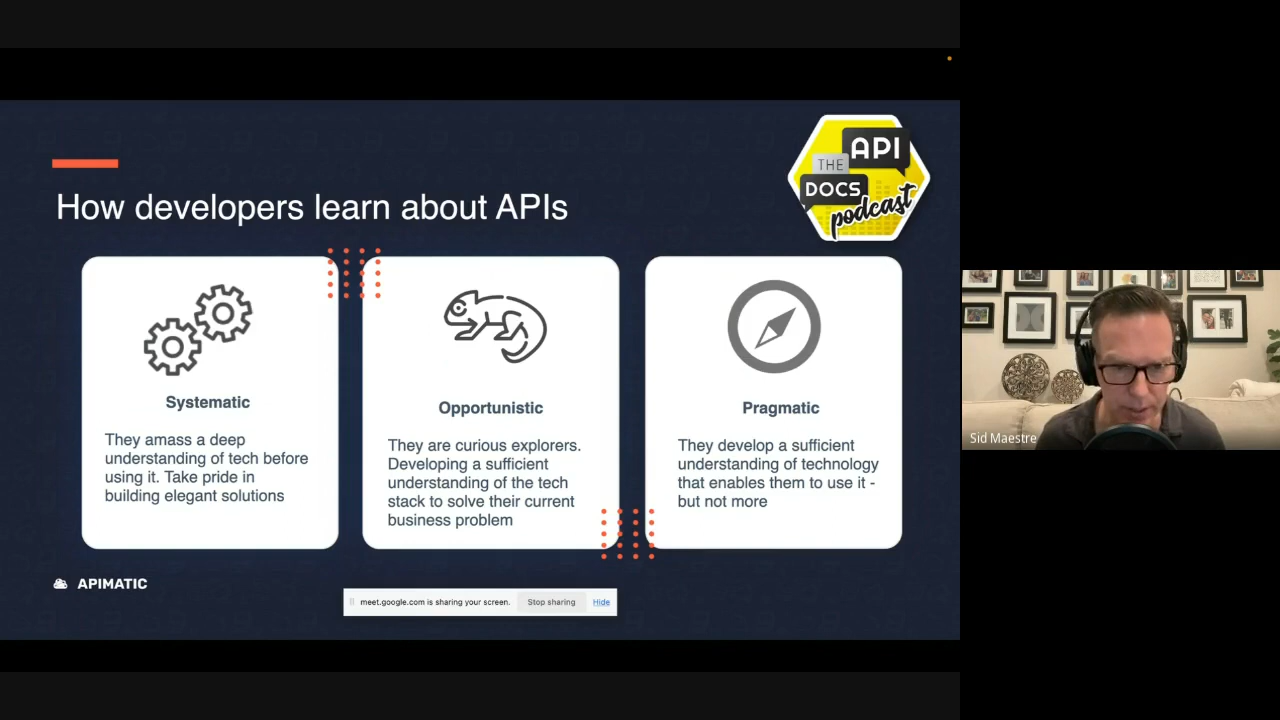 THE API
DOCS
podcast
How developers learn about APIs
Systematic
They amass a deep
understanding of tech before
using it. Take pride in
building elegant solutions
Opportunistic
They are curious explorers.
Developing a sufficient
understanding of the tech
stack to solve their current
business problem
Pragmatic
They develop a sufficient
understanding of technology
that enables them to use it -
but not more
APIMATIC
meet.google.com is sharing your screen. Stop sharing Hide
Sid Maestre